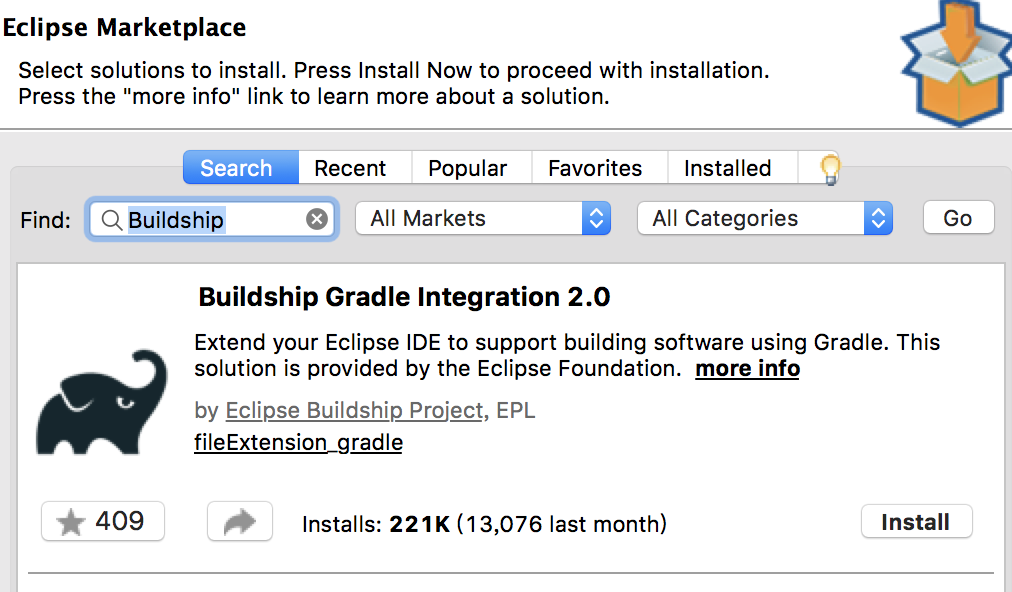 Eclipse Marketplace
Select solutions to install. Press Install Now to proceed with installation.
Press the "more info" link to learn more about a solution.
Search Recent Popular Favorites Installed
Find: Buildship All Markets All Categories Go
Buildship Gradle Integration 2.0
Extend your Eclipse IDE to support building software using Gradle. This
solution is provided by the Eclipse Foundation. more info
by Eclipse Buildship Project, EPL
fileExtension_gradle
409 Installs: 221K (13,076 last month) Install